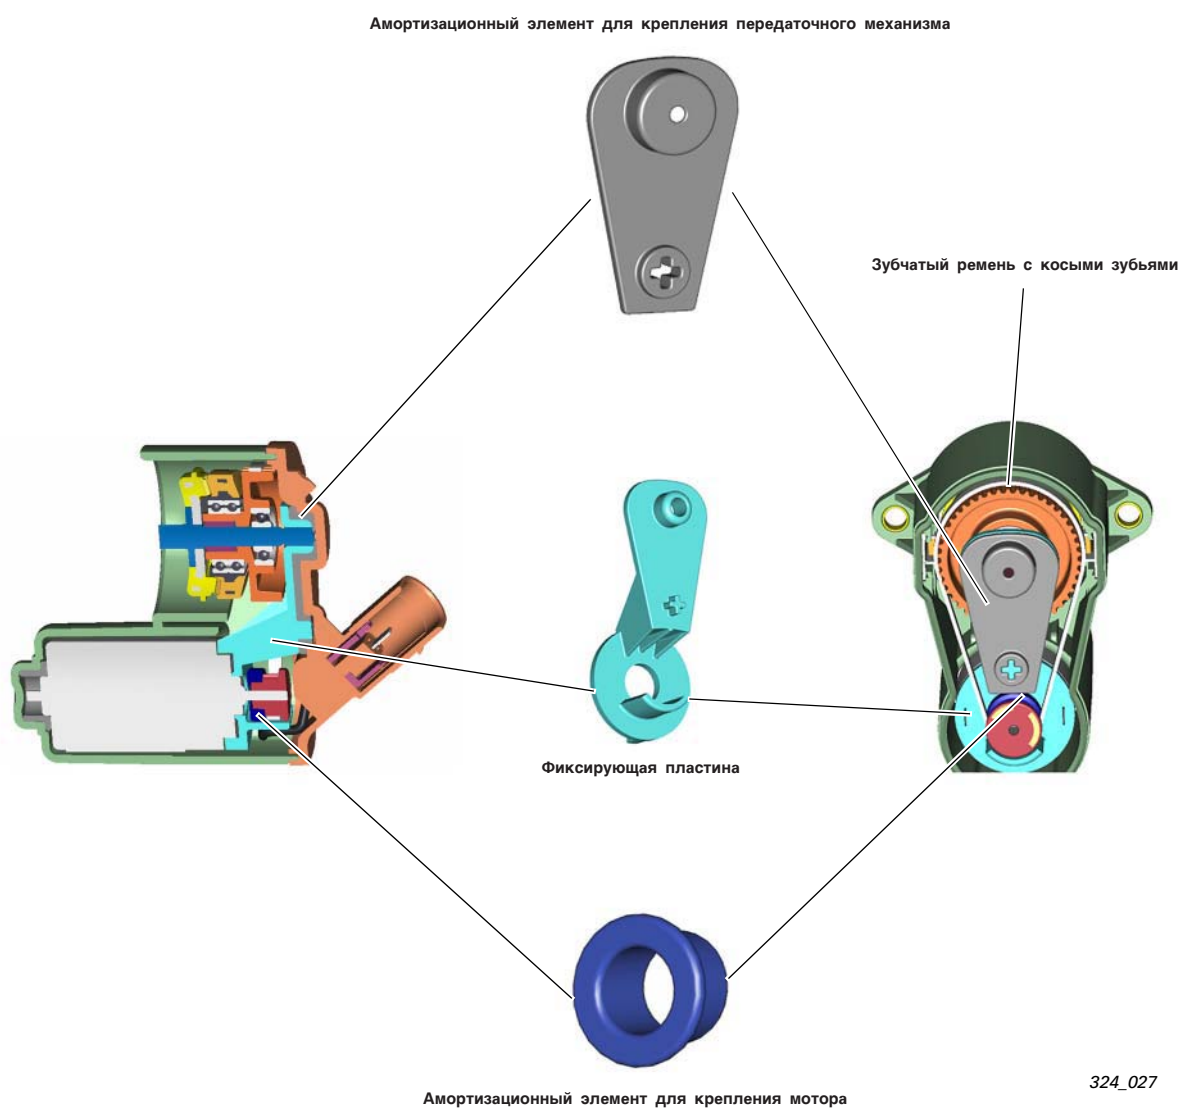 Амортизационный элемент для крепления передаточного механизма
Зубчатый ремень с косыми зубьями
Фиксирующая пластина
324_027
Амортизационный элемент для крепления мотора